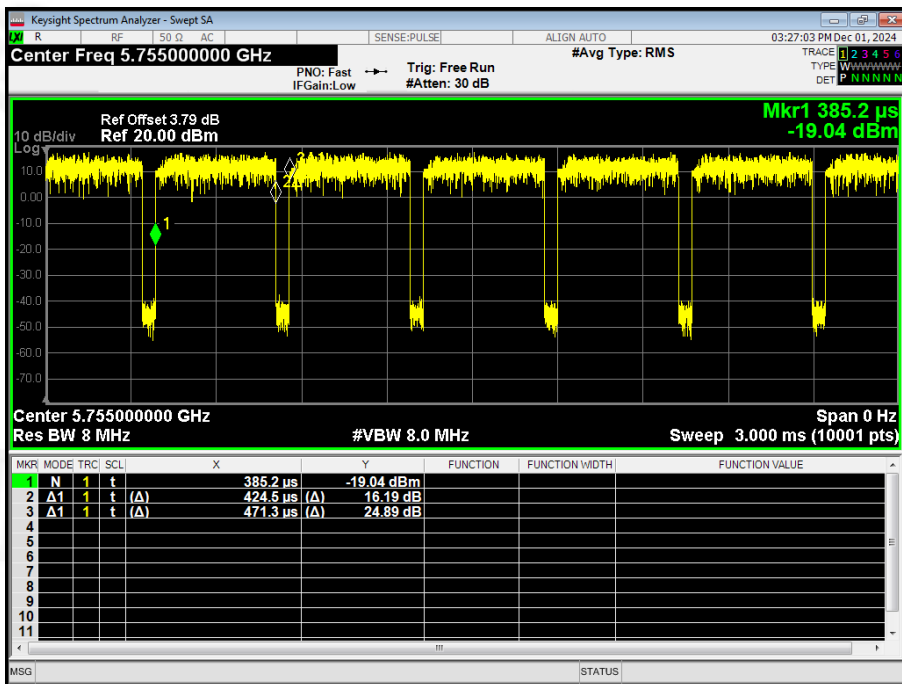 Keysight Spectrum Analyzer - Swept SA
LXI R RF 50 Ω AC SENSE:PULSE ALIGN AUTO 03:27:03 PM Dec 01, 2024
Center Freq 5.755000000 GHz #Avg Type: RMS TRACE 1 2 3 4 5 6
PNO: Fast Trig: Free Run TYPE WWWWWW
IFGain:Low #Atten: 30 dB DET P N N N N N
Mkr1 385.2 µs
Ref Offset 3.79 dB -19.04 dBm
10 dB/div Ref 20.00 dBm
Log
10.0
0.00
-10.0
-20.0
-30.0
-40.0
-50.0
-60.0
-70.0
1
2Δ1
3Δ1
Center 5.755000000 GHz Span 0 Hz
Res BW 8 MHz #VBW 8.0 MHz Sweep 3.000 ms (10001 pts)
MKR MODE TRC SCL X Y FUNCTION FUNCTION WIDTH FUNCTION VALUE
1 N 1 t 385.2 µs -19.04 dBm
2 Δ1 1 t (Δ) 424.5 µs (Δ) 16.19 dB
3 Δ1 1 t (Δ) 471.3 µs (Δ) 24.89 dB
4
5
6
7
8
9
10
11
MSG STATUS